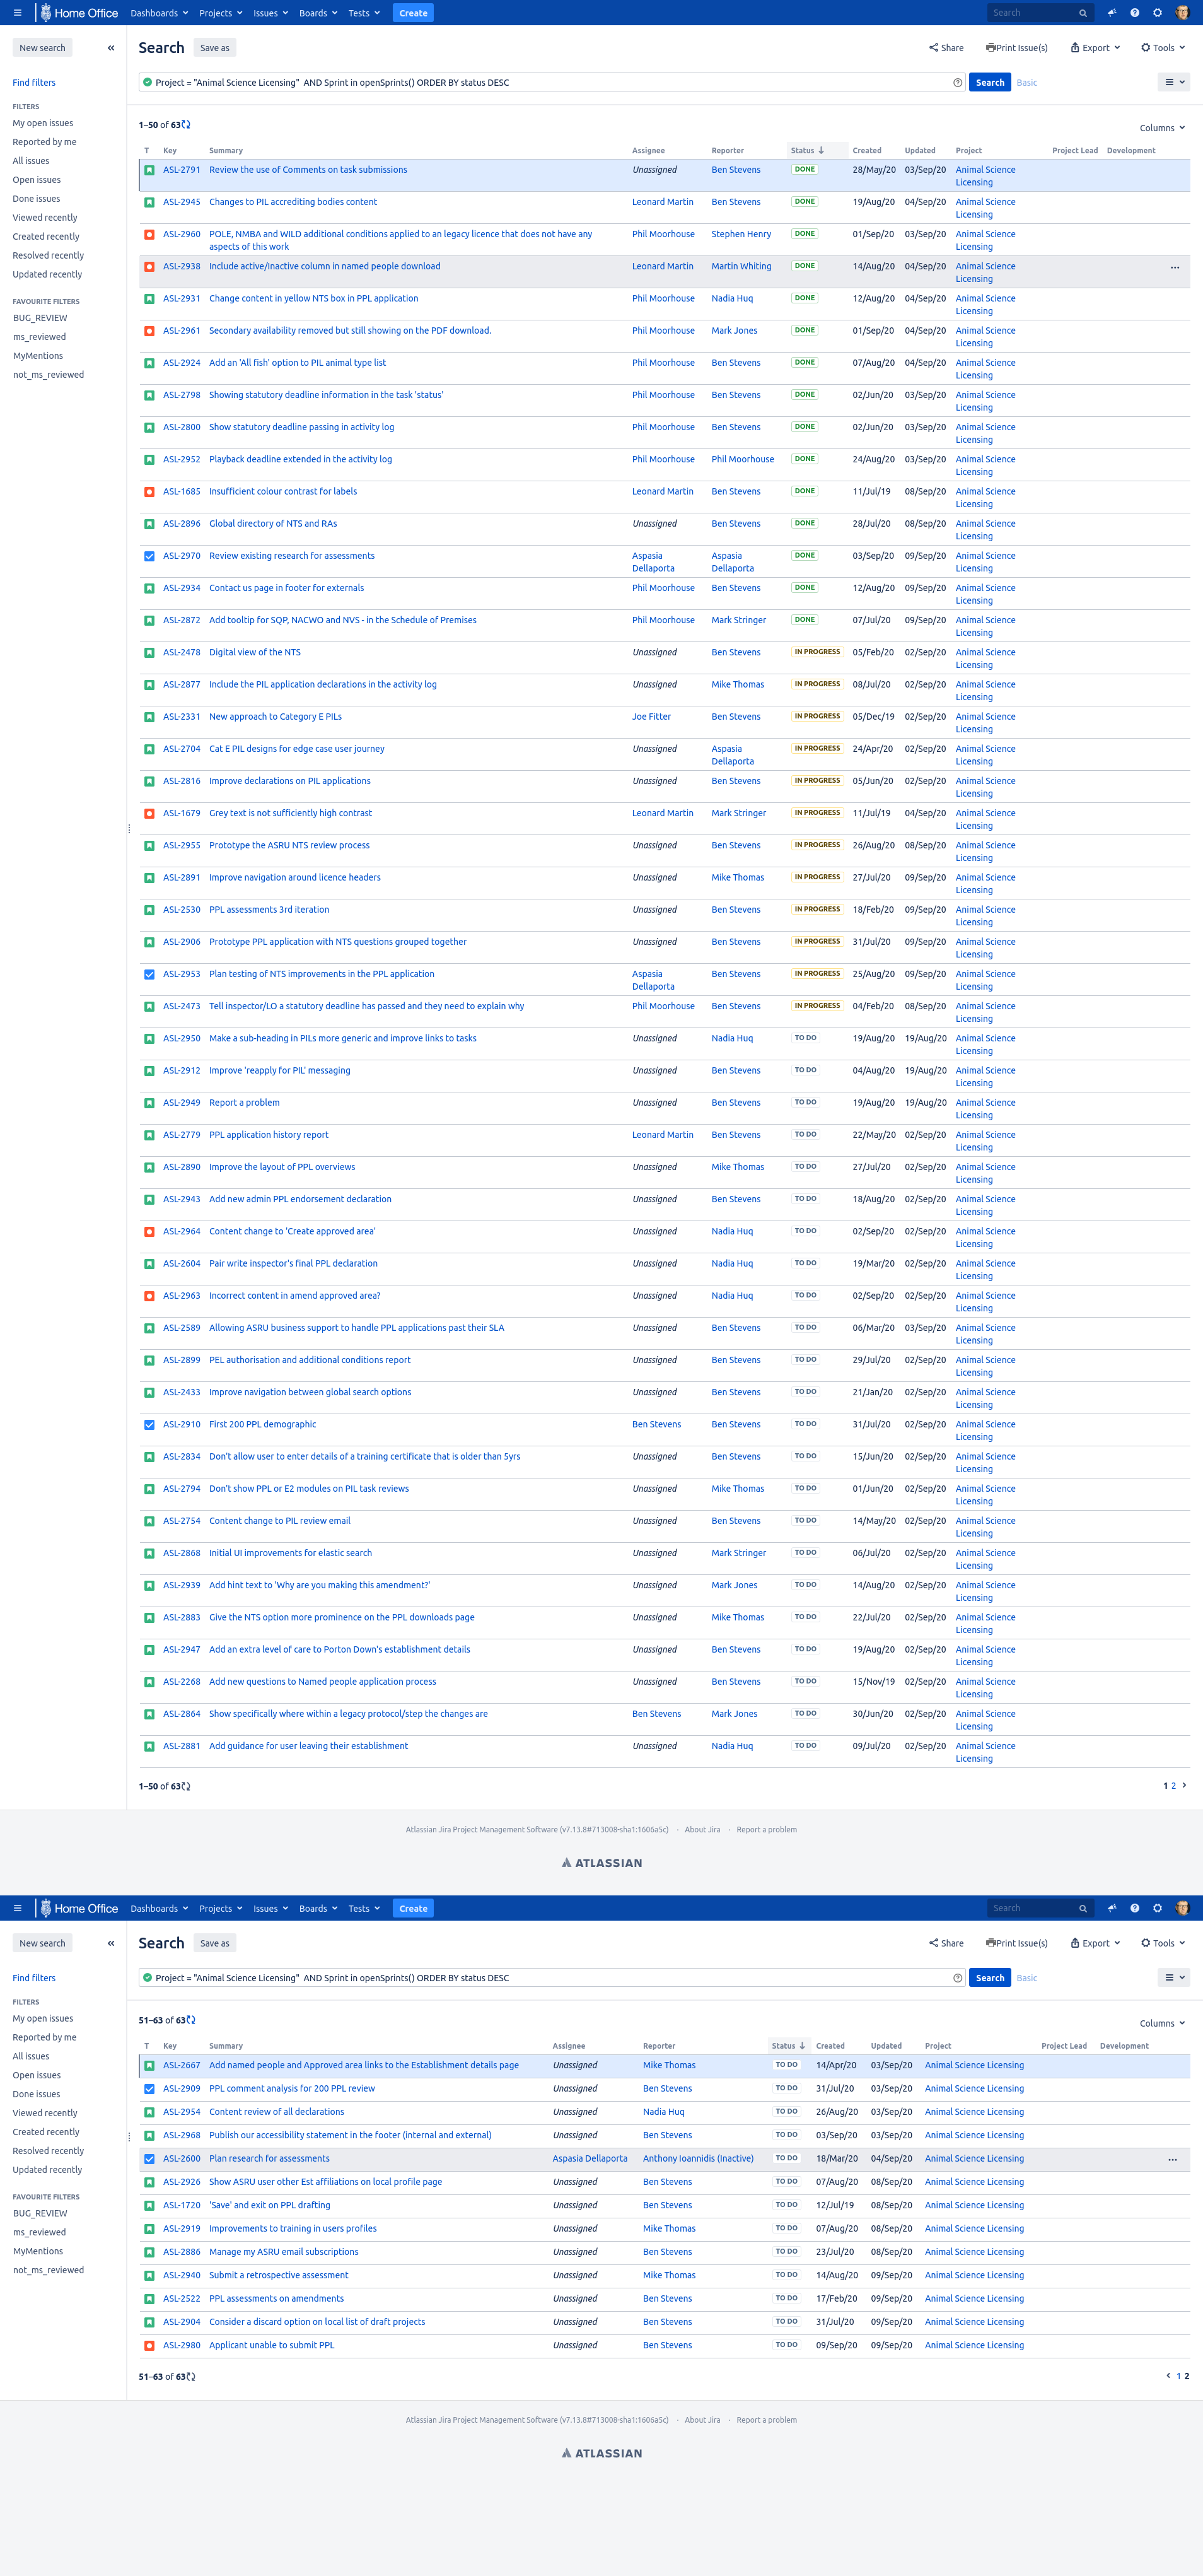 Home Office Dashboards Projects Issues Boards Tests Create Search
New search Search Save as Share Print Issue(s) Export Tools
Find filters
Project = "Animal Science Licensing" AND Sprint in openSprints() ORDER BY status DESC Search Basic
FILTERS
My open issues
Reported by me
All issues
Open issues
Done issues
Viewed recently
Created recently
Resolved recently
Updated recently
FAVOURITE FILTERS
BUG_REVIEW
ms_reviewed
MyMentions
not_ms_reviewed
1–50 of 63 Columns
T Key Summary Assignee Reporter Status Created Updated Project Project Lead Development
ASL-2791 Review the use of Comments on task submissions Unassigned Ben Stevens DONE 28/May/20 03/Sep/20 Animal Science
Licensing
ASL-2945 Changes to PIL accrediting bodies content Leonard Martin Ben Stevens DONE 19/Aug/20 04/Sep/20 Animal Science
Licensing
ASL-2960 POLE, NMBA and WILD additional conditions applied to an legacy licence that does not have any Phil Moorhouse Stephen Henry DONE 01/Sep/20 03/Sep/20 Animal Science
aspects of this work Licensing
ASL-2938 Include active/Inactive column in named people download Leonard Martin Martin Whiting DONE 14/Aug/20 04/Sep/20 Animal Science
Licensing
ASL-2931 Change content in yellow NTS box in PPL application Phil Moorhouse Nadia Huq DONE 12/Aug/20 04/Sep/20 Animal Science
Licensing
ASL-2961 Secondary availability removed but still showing on the PDF download. Phil Moorhouse Mark Jones DONE 01/Sep/20 04/Sep/20 Animal Science
Licensing
ASL-2924 Add an 'All fish' option to PIL animal type list Phil Moorhouse Ben Stevens DONE 07/Aug/20 04/Sep/20 Animal Science
Licensing
ASL-2798 Showing statutory deadline information in the task 'status' Phil Moorhouse Ben Stevens DONE 02/Jun/20 03/Sep/20 Animal Science
Licensing
ASL-2800 Show statutory deadline passing in activity log Phil Moorhouse Ben Stevens DONE 02/Jun/20 03/Sep/20 Animal Science
Licensing
ASL-2952 Playback deadline extended in the activity log Phil Moorhouse Phil Moorhouse DONE 24/Aug/20 03/Sep/20 Animal Science
Licensing
ASL-1685 Insufficient colour contrast for labels Leonard Martin Ben Stevens DONE 11/Jul/19 08/Sep/20 Animal Science
Licensing
ASL-2896 Global directory of NTS and RAs Unassigned Ben Stevens DONE 28/Jul/20 08/Sep/20 Animal Science
Licensing
ASL-2970 Review existing research for assessments Aspasia Aspasia DONE 03/Sep/20 09/Sep/20 Animal Science
Dellaporta Dellaporta Licensing
ASL-2934 Contact us page in footer for externals Phil Moorhouse Ben Stevens DONE 12/Aug/20 09/Sep/20 Animal Science
Licensing
ASL-2872 Add tooltip for SQP, NACWO and NVS - in the Schedule of Premises Phil Moorhouse Mark Stringer DONE 07/Jul/20 09/Sep/20 Animal Science
Licensing
ASL-2478 Digital view of the NTS Unassigned Ben Stevens IN PROGRESS 05/Feb/20 02/Sep/20 Animal Science
Licensing
ASL-2877 Include the PIL application declarations in the activity log Unassigned Mike Thomas IN PROGRESS 08/Jul/20 02/Sep/20 Animal Science
Licensing
ASL-2331 New approach to Category E PILs Joe Fitter Ben Stevens IN PROGRESS 05/Dec/19 02/Sep/20 Animal Science
Licensing
ASL-2704 Cat E PIL designs for edge case user journey Unassigned Aspasia IN PROGRESS 24/Apr/20 02/Sep/20 Animal Science
Dellaporta Licensing
ASL-2816 Improve declarations on PIL applications Unassigned Ben Stevens IN PROGRESS 05/Jun/20 02/Sep/20 Animal Science
Licensing
ASL-1679 Grey text is not sufficiently high contrast Leonard Martin Mark Stringer IN PROGRESS 11/Jul/19 04/Sep/20 Animal Science
Licensing
ASL-2955 Prototype the ASRU NTS review process Unassigned Ben Stevens IN PROGRESS 26/Aug/20 08/Sep/20 Animal Science
Licensing
ASL-2891 Improve navigation around licence headers Unassigned Mike Thomas IN PROGRESS 27/Jul/20 09/Sep/20 Animal Science
Licensing
ASL-2530 PPL assessments 3rd iteration Unassigned Ben Stevens IN PROGRESS 18/Feb/20 09/Sep/20 Animal Science
Licensing
ASL-2906 Prototype PPL application with NTS questions grouped together Unassigned Ben Stevens IN PROGRESS 31/Jul/20 09/Sep/20 Animal Science
Licensing
ASL-2953 Plan testing of NTS improvements in the PPL application Aspasia Ben Stevens IN PROGRESS 25/Aug/20 09/Sep/20 Animal Science
Dellaporta Licensing
ASL-2473 Tell inspector/LO a statutory deadline has passed and they need to explain why Phil Moorhouse Ben Stevens IN PROGRESS 04/Feb/20 08/Sep/20 Animal Science
Licensing
ASL-2950 Make a sub-heading in PILs more generic and improve links to tasks Unassigned Nadia Huq TO DO 19/Aug/20 19/Aug/20 Animal Science
Licensing
ASL-2912 Improve 'reapply for PIL' messaging Unassigned Ben Stevens TO DO 04/Aug/20 19/Aug/20 Animal Science
Licensing
ASL-2949 Report a problem Unassigned Ben Stevens TO DO 19/Aug/20 19/Aug/20 Animal Science
Licensing
ASL-2779 PPL application history report Leonard Martin Ben Stevens TO DO 22/May/20 02/Sep/20 Animal Science
Licensing
ASL-2890 Improve the layout of PPL overviews Unassigned Mike Thomas TO DO 27/Jul/20 02/Sep/20 Animal Science
Licensing
ASL-2943 Add new admin PPL endorsement declaration Unassigned Ben Stevens TO DO 18/Aug/20 02/Sep/20 Animal Science
Licensing
ASL-2964 Content change to 'Create approved area' Unassigned Nadia Huq TO DO 02/Sep/20 02/Sep/20 Animal Science
Licensing
ASL-2604 Pair write inspector's final PPL declaration Unassigned Nadia Huq TO DO 19/Mar/20 02/Sep/20 Animal Science
Licensing
ASL-2963 Incorrect content in amend approved area? Unassigned Nadia Huq TO DO 02/Sep/20 02/Sep/20 Animal Science
Licensing
ASL-2589 Allowing ASRU business support to handle PPL applications past their SLA Unassigned Ben Stevens TO DO 06/Mar/20 03/Sep/20 Animal Science
Licensing
ASL-2899 PEL authorisation and additional conditions report Unassigned Ben Stevens TO DO 29/Jul/20 02/Sep/20 Animal Science
Licensing
ASL-2433 Improve navigation between global search options Unassigned Ben Stevens TO DO 21/Jan/20 02/Sep/20 Animal Science
Licensing
ASL-2910 First 200 PPL demographic Ben Stevens Ben Stevens TO DO 31/Jul/20 02/Sep/20 Animal Science
Licensing
ASL-2834 Don't allow user to enter details of a training certificate that is older than 5yrs Unassigned Ben Stevens TO DO 15/Jun/20 02/Sep/20 Animal Science
Licensing
ASL-2794 Don't show PPL or E2 modules on PIL task reviews Unassigned Mike Thomas TO DO 01/Jun/20 02/Sep/20 Animal Science
Licensing
ASL-2754 Content change to PIL review email Unassigned Ben Stevens TO DO 14/May/20 02/Sep/20 Animal Science
Licensing
ASL-2868 Initial UI improvements for elastic search Unassigned Mark Stringer TO DO 06/Jul/20 02/Sep/20 Animal Science
Licensing
ASL-2939 Add hint text to 'Why are you making this amendment?' Unassigned Mark Jones TO DO 14/Aug/20 02/Sep/20 Animal Science
Licensing
ASL-2883 Give the NTS option more prominence on the PPL downloads page Unassigned Mike Thomas TO DO 22/Jul/20 02/Sep/20 Animal Science
Licensing
ASL-2947 Add an extra level of care to Porton Down's establishment details Unassigned Ben Stevens TO DO 19/Aug/20 02/Sep/20 Animal Science
Licensing
ASL-2268 Add new questions to Named people application process Unassigned Ben Stevens TO DO 15/Nov/19 02/Sep/20 Animal Science
Licensing
ASL-2864 Show specifically where within a legacy protocol/step the changes are Ben Stevens Mark Jones TO DO 30/Jun/20 02/Sep/20 Animal Science
Licensing
ASL-2881 Add guidance for user leaving their establishment Unassigned Nadia Huq TO DO 09/Jul/20 02/Sep/20 Animal Science
Licensing
1–50 of 63 1 2
Atlassian Jira Project Management Software (v7.13.8#713008-sha1:1606a5c) · About Jira · Report a problem
ATLASSIAN
Home Office Dashboards Projects Issues Boards Tests Create Search
New search Search Save as Share Print Issue(s) Export Tools
Find filters
Project = "Animal Science Licensing" AND Sprint in openSprints() ORDER BY status DESC Search Basic
FILTERS
My open issues
Reported by me
All issues
Open issues
Done issues
Viewed recently
Created recently
Resolved recently
Updated recently
FAVOURITE FILTERS
BUG_REVIEW
ms_reviewed
MyMentions
not_ms_reviewed
51–63 of 63 Columns
T Key Summary Assignee Reporter Status Created Updated Project Project Lead Development
ASL-2667 Add named people and Approved area links to the Establishment details page Unassigned Mike Thomas TO DO 14/Apr/20 03/Sep/20 Animal Science Licensing
ASL-2909 PPL comment analysis for 200 PPL review Unassigned Ben Stevens TO DO 31/Jul/20 03/Sep/20 Animal Science Licensing
ASL-2954 Content review of all declarations Unassigned Nadia Huq TO DO 26/Aug/20 03/Sep/20 Animal Science Licensing
ASL-2968 Publish our accessibility statement in the footer (internal and external) Unassigned Ben Stevens TO DO 03/Sep/20 03/Sep/20 Animal Science Licensing
ASL-2600 Plan research for assessments Aspasia Dellaporta Anthony Ioannidis (Inactive) TO DO 18/Mar/20 04/Sep/20 Animal Science Licensing
ASL-2926 Show ASRU user other Est affiliations on local profile page Unassigned Ben Stevens TO DO 07/Aug/20 08/Sep/20 Animal Science Licensing
ASL-1720 'Save' and exit on PPL drafting Unassigned Ben Stevens TO DO 12/Jul/19 08/Sep/20 Animal Science Licensing
ASL-2919 Improvements to training in users profiles Unassigned Mike Thomas TO DO 07/Aug/20 08/Sep/20 Animal Science Licensing
ASL-2886 Manage my ASRU email subscriptions Unassigned Ben Stevens TO DO 23/Jul/20 08/Sep/20 Animal Science Licensing
ASL-2940 Submit a retrospective assessment Unassigned Mike Thomas TO DO 14/Aug/20 09/Sep/20 Animal Science Licensing
ASL-2522 PPL assessments on amendments Unassigned Ben Stevens TO DO 17/Feb/20 09/Sep/20 Animal Science Licensing
ASL-2904 Consider a discard option on local list of draft projects Unassigned Ben Stevens TO DO 31/Jul/20 09/Sep/20 Animal Science Licensing
ASL-2980 Applicant unable to submit PPL Unassigned Ben Stevens TO DO 09/Sep/20 09/Sep/20 Animal Science Licensing
51–63 of 63 1 2
Atlassian Jira Project Management Software (v7.13.8#713008-sha1:1606a5c) · About Jira · Report a problem
ATLASSIAN